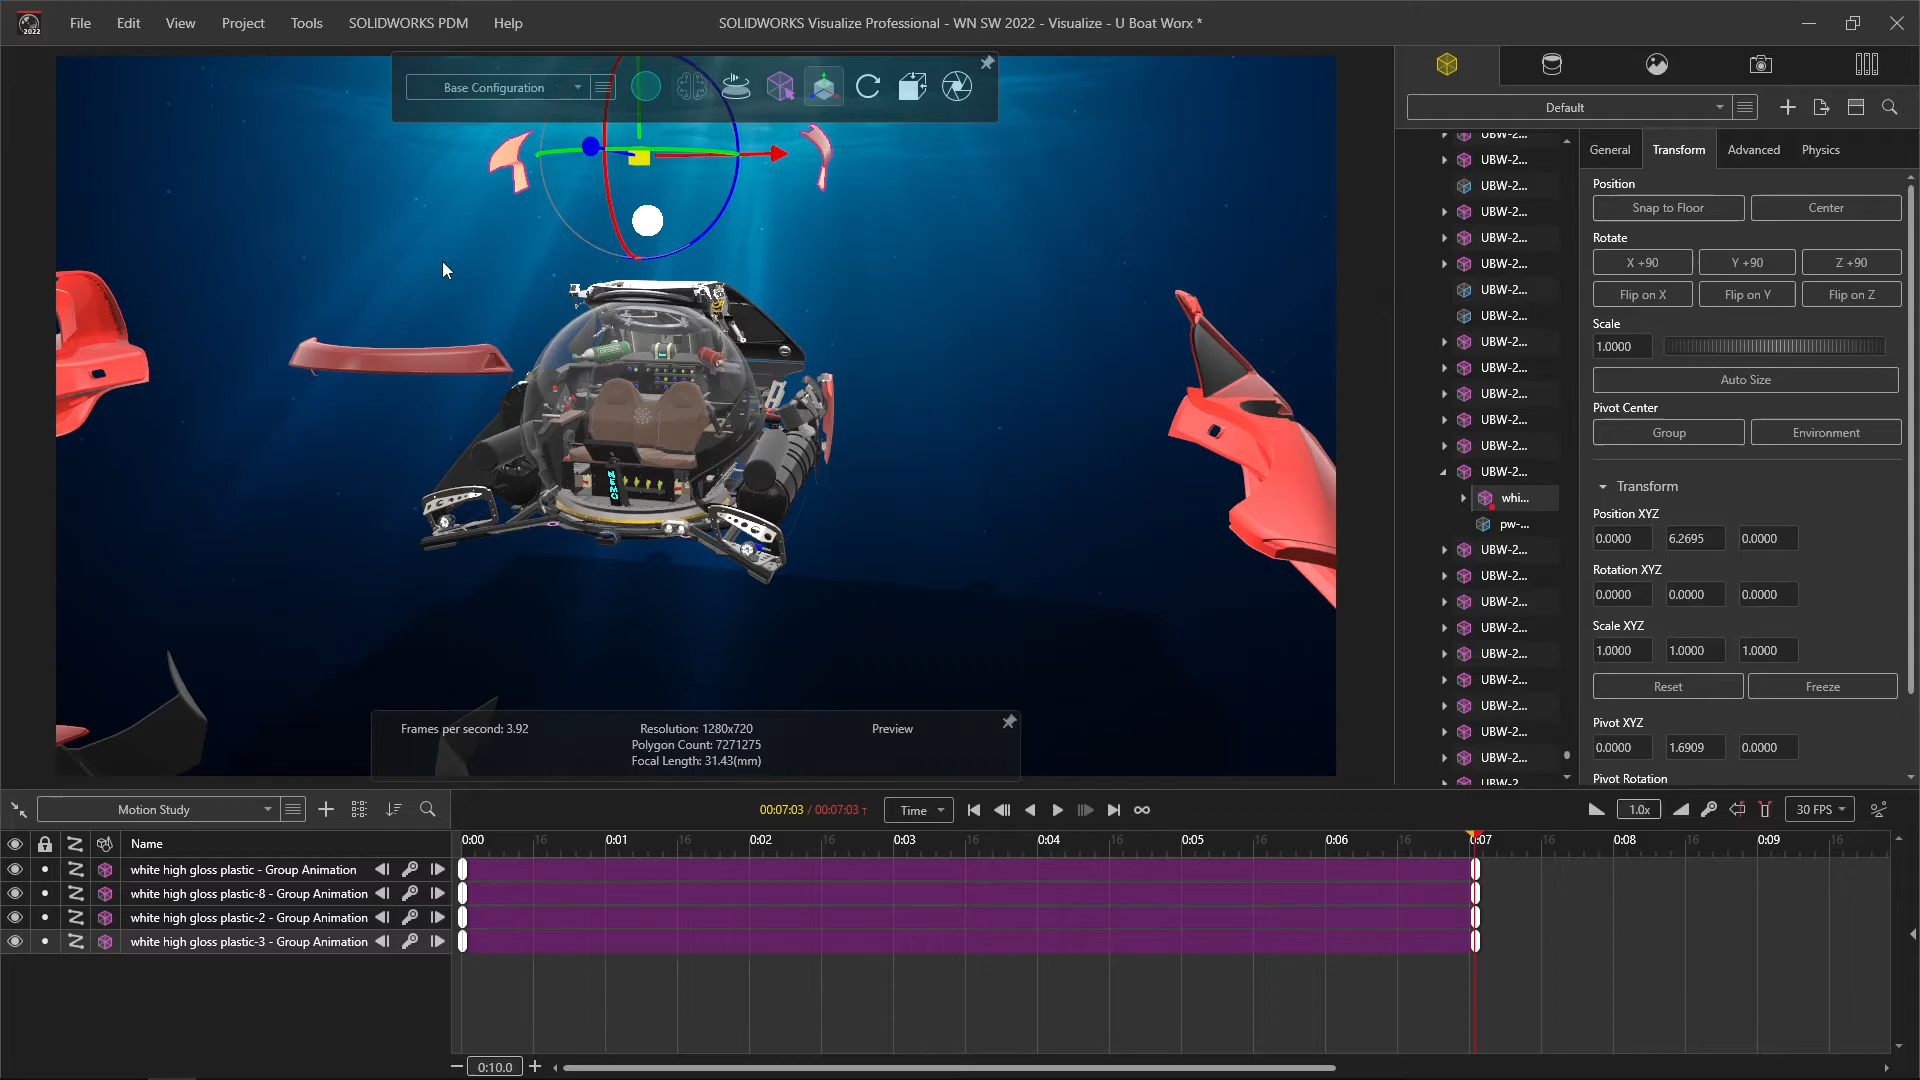 File Edit View Project Tools SOLIDWORKS PDM Help
SOLIDWORKS Visualize Professional - WN SW 2022 - Visualize - U Boat Worx *
2022
Base Configuration
NEMO
Frames per second: 3.92
Resolution: 1280x720
Preview
Polygon Count: 7271275
Focal Length: 31.43(mm)
Default
UBW-2...
UBW-2...
UBW-2...
UBW-2...
UBW-2...
UBW-2...
UBW-2...
UBW-2...
UBW-2...
UBW-2...
UBW-2...
UBW-2...
UBW-2...
UBW-2...
whi...
pw-...
UBW-2...
UBW-2...
UBW-2...
UBW-2...
UBW-2...
UBW-2...
UBW-2...
UBW-2...
UBW-2...
UBW-2...
General Transform Advanced Physics
Position
Snap to Floor Center
Rotate
X +90 Y +90 Z +90
Flip on X Flip on Y Flip on Z
Scale
1.0000
Auto Size
Pivot Center
Group Environment
Transform
Position XYZ
0.0000 6.2695 0.0000
Rotation XYZ
0.0000 0.0000 0.0000
Scale XYZ
1.0000 1.0000 1.0000
Reset Freeze
Pivot XYZ
0.0000 1.6909 0.0000
Pivot Rotation
Motion Study
00:07:03 / 00:07:03 T
Time
1.0x
30 FPS
Name
0:00 16 0:01 16 0:02 16 0:03 16 0:04 16 0:05 16 0:06 16 0:07 16 0:08 16 0:09 16
white high gloss plastic - Group Animation
white high gloss plastic-8 - Group Animation
white high gloss plastic-2 - Group Animation
white high gloss plastic-3 - Group Animation
0:10.0